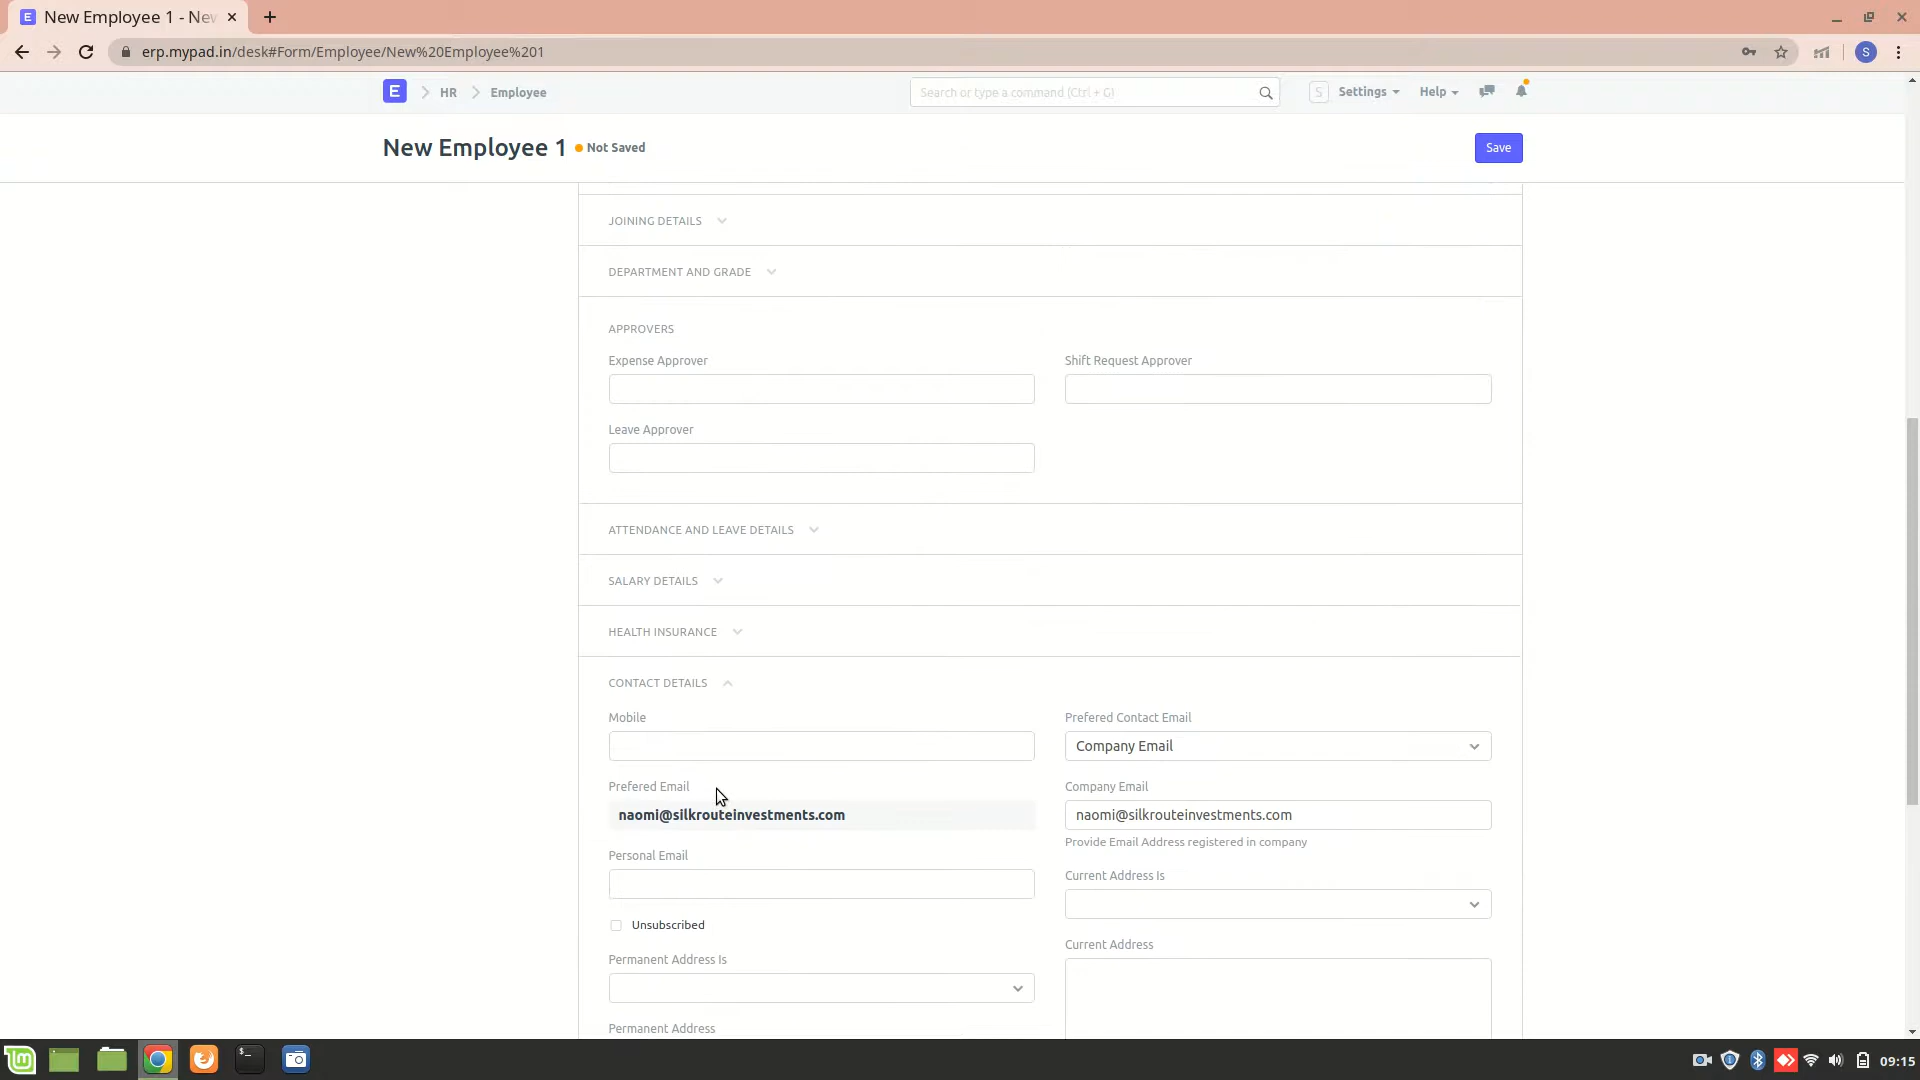 E New Employee 1 - Nev
erp.mypad.in/desk#Form/Employee/New%20Employee%201
S
E HR Employee
Search or type a command (Ctrl + G)
S Settings Help
New Employee 1 Not Saved
Save
JOINING DETAILS
DEPARTMENT AND GRADE
APPROVERS
Expense Approver
Shift Request Approver
Leave Approver
ATTENDANCE AND LEAVE DETAILS
SALARY DETAILS
HEALTH INSURANCE
CONTACT DETAILS
Mobile
Prefered Contact Email
Company Email
Prefered Email
naomi@silkrouteinvestments.com
Company Email
naomi@silkrouteinvestments.com
Provide Email Address registered in company
Personal Email
Current Address Is
Unsubscribed
Current Address
Permanent Address Is
Permanent Address
09:15